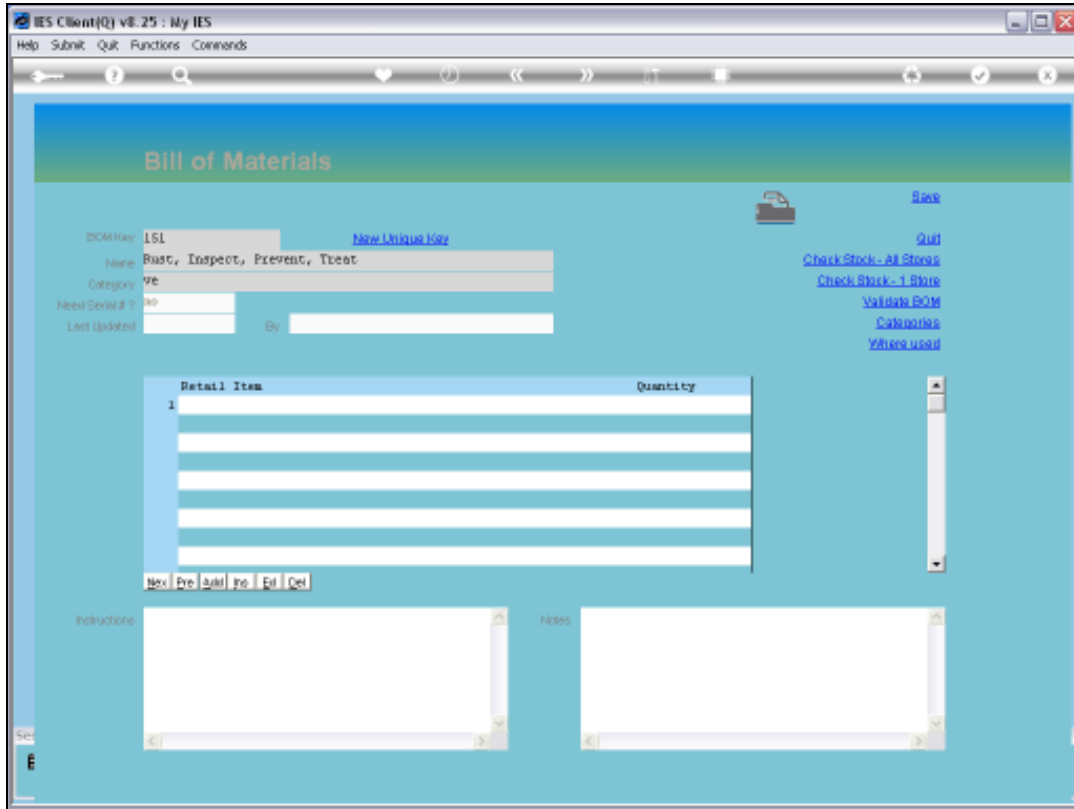 IES Client(Q) v8.25 : My IES
Help Submit Quit Functions Commands
Bill of Materials
Save
BOM Key 151 New Unique Key Quit
Name Rust, Inspect, Prevent, Treat Check Stock - All Stores
Category ve Check Stock - 1 Store
Need Serial # ? no Validate BOM
Last Updated By Categories
Where used
Retail Item Quantity
1
Nex Pre Add Ins Ed Del
Instructions Notes
Se